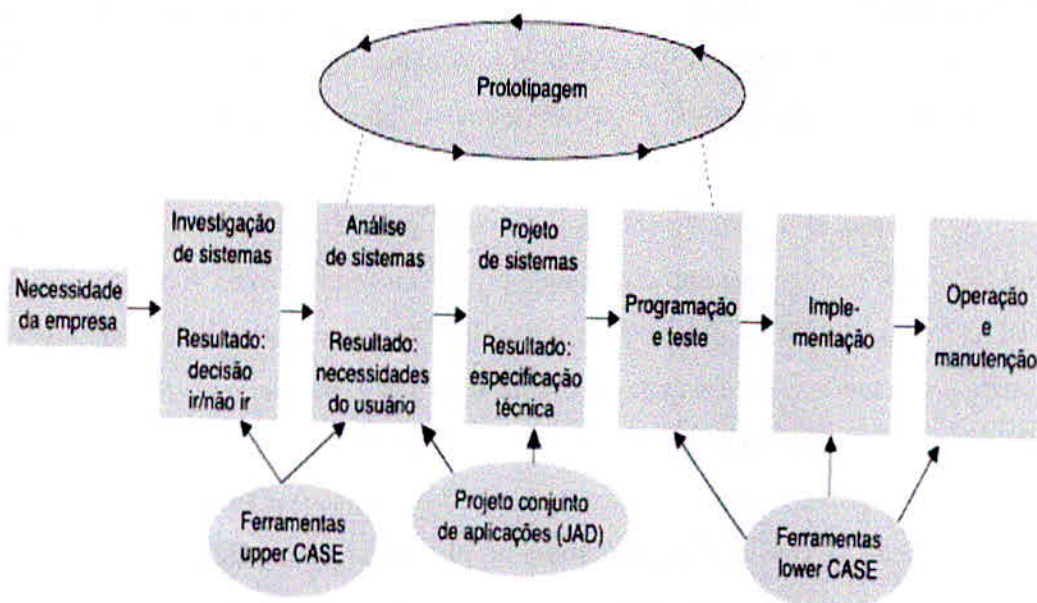 Prototipagem
Necessidade
da empresa
Investigação
de sistemas
Resultado:
decisão
ir/não ir
Análise
de sistemas
Resultado:
necessidades
do usuário
Projeto
de sistemas
Resultado:
especificação
técnica
Programação
e teste
Imple-
mentação
Operação
e
manutenção
Ferramentas
upper CASE
Projeto conjunto
de aplicações (JAD)
Ferramentas
lower CASE